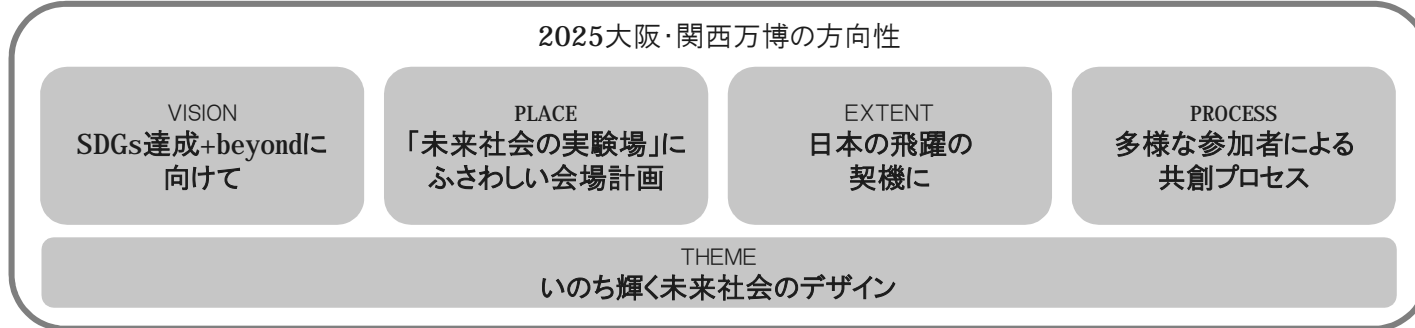 2025大阪・関西万博の方向性
VISION
SDGs達成+beyondに
向けて
PLACE
「未来社会の実験場」に
ふさわしい会場計画
EXTENT
日本の飛躍の
契機に
PROCESS
多様な参加者による
共創プロセス
THEME
いのち輝く未来社会のデザイン